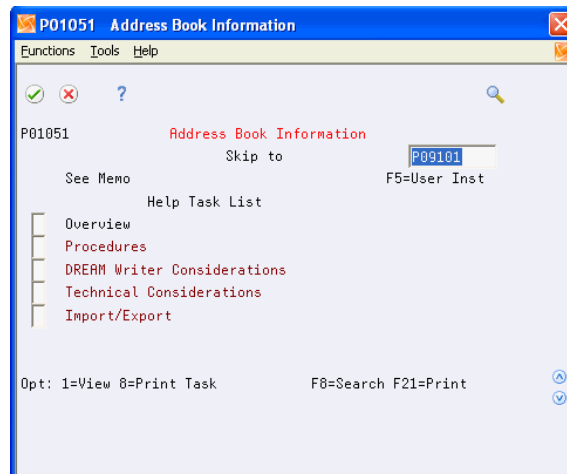 P01051 Address Book Information
Functions Tools Help
?
P01051 Address Book Information
Skip to P09101
See Memo F5=User Inst
Help Task List
Overview
Procedures
DREAM Writer Considerations
Technical Considerations
Import/Export
Opt: 1=View 8=Print Task F8=Search F21=Print